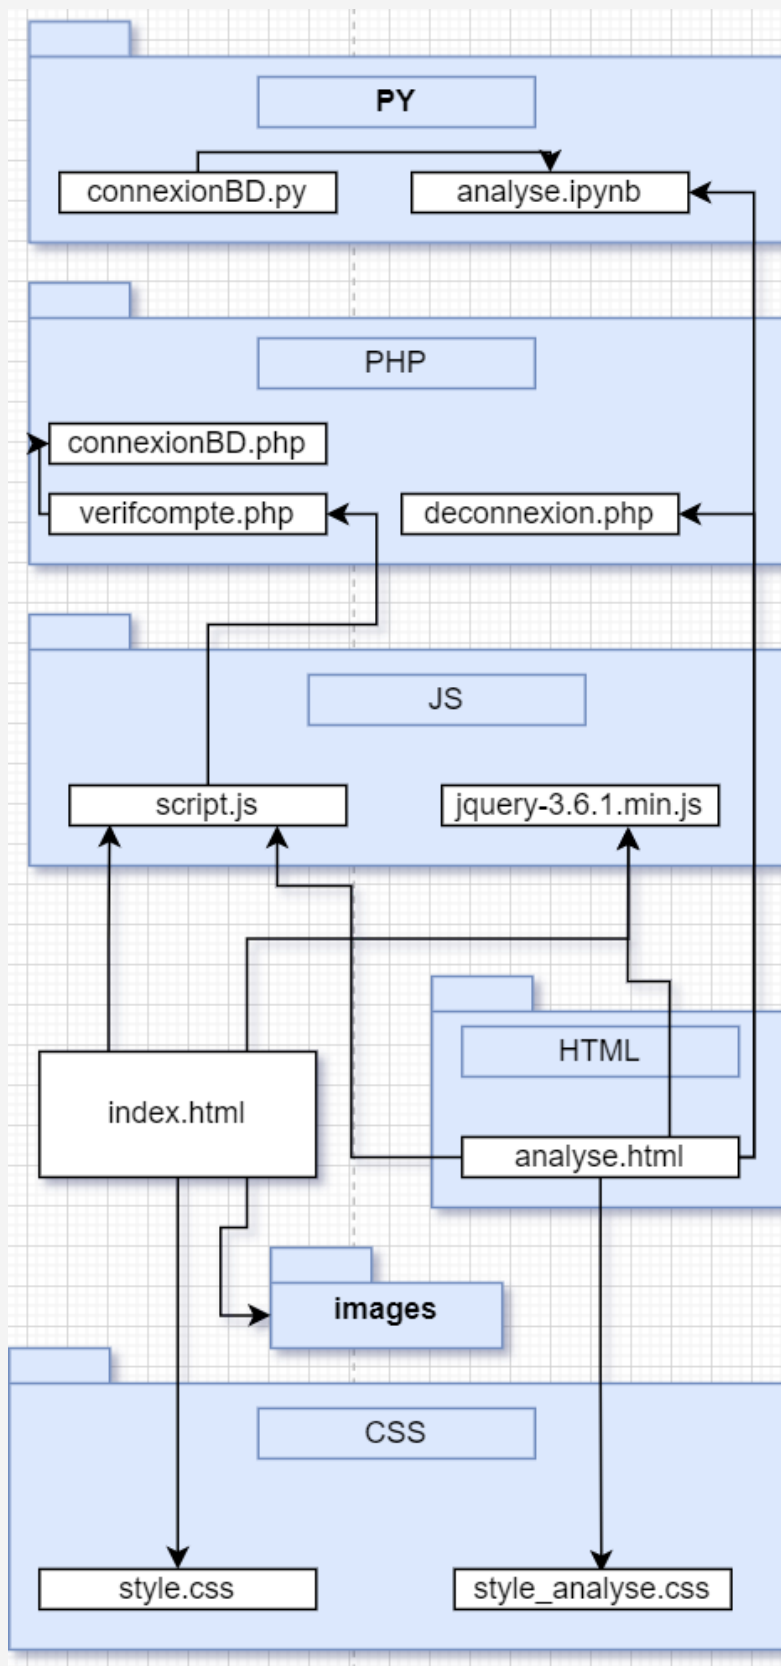 PY
connexionBD.py
analyse.ipynb
PHP
connexionBD.php
verifcompte.php
deconnexion.php
JS
script.js
jquery-3.6.1.min.js
HTML
index.html
analyse.html
images
CSS
style.css
style_analyse.css